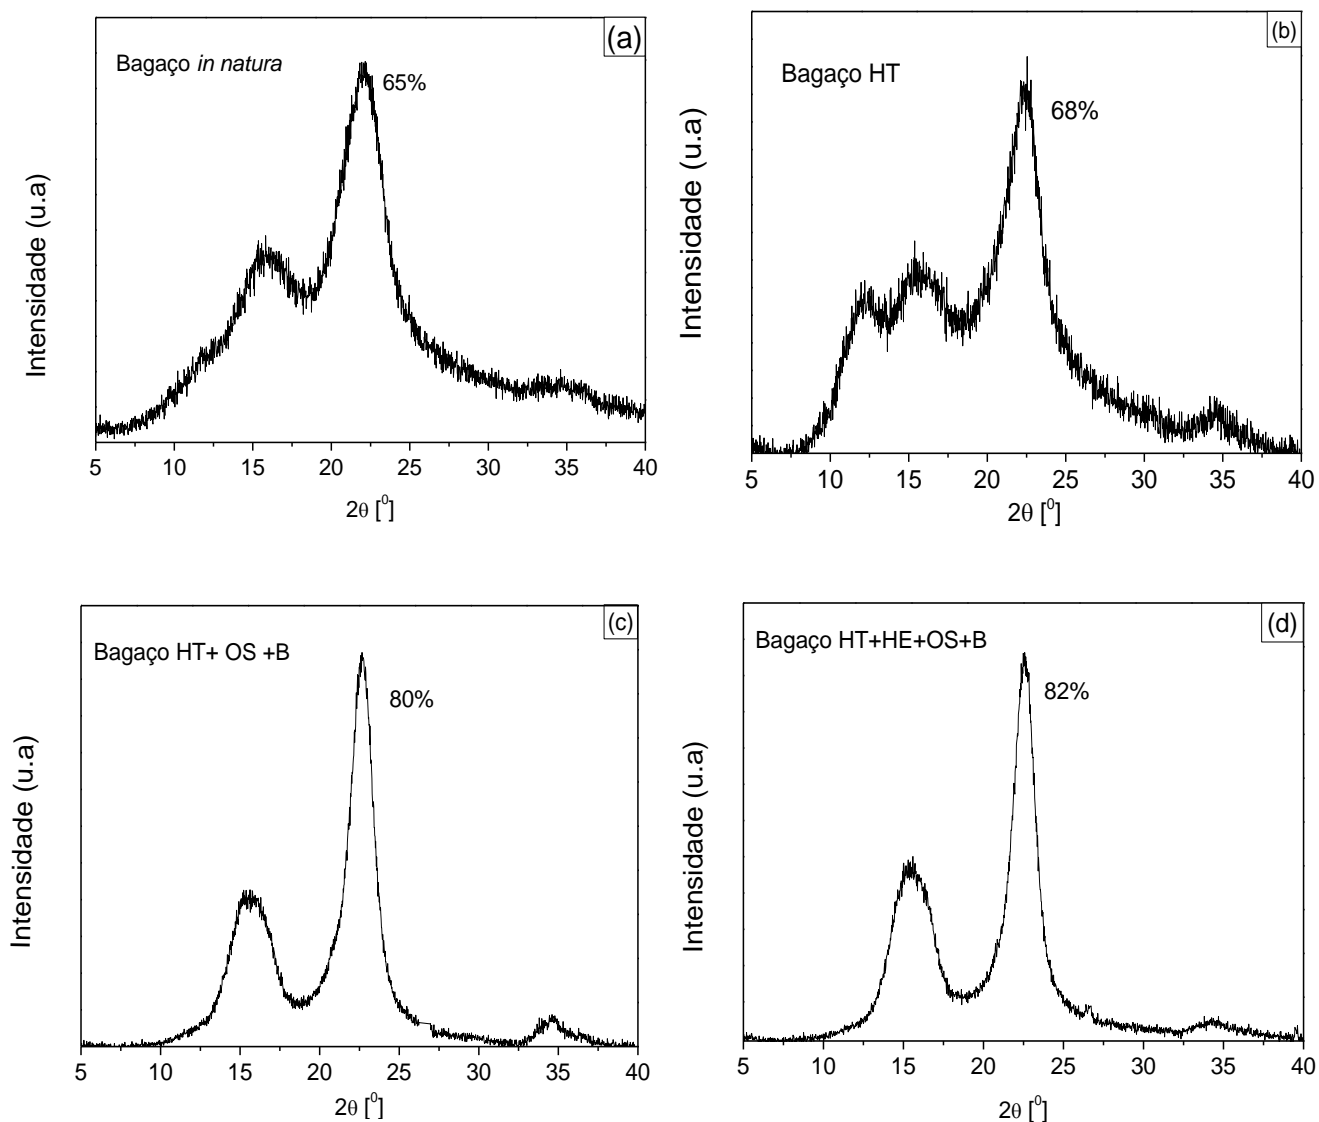 (a)
Bagaço in natura
65%
Intensidade (u.a)
5 10 15 20 25 30 35 40
2θ [⁰]
(b)
Bagaço HT
68%
Intensidade (u.a)
5 10 15 20 25 30 35 40
2θ [⁰]
(c)
Bagaço HT+ OS +B
80%
Intensidade (u.a)
5 10 15 20 25 30 35 40
2θ [⁰]
(d)
Bagaço HT+HE+OS+B
82%
Intensidade (u.a)
5 10 15 20 25 30 35 40
2θ [⁰]